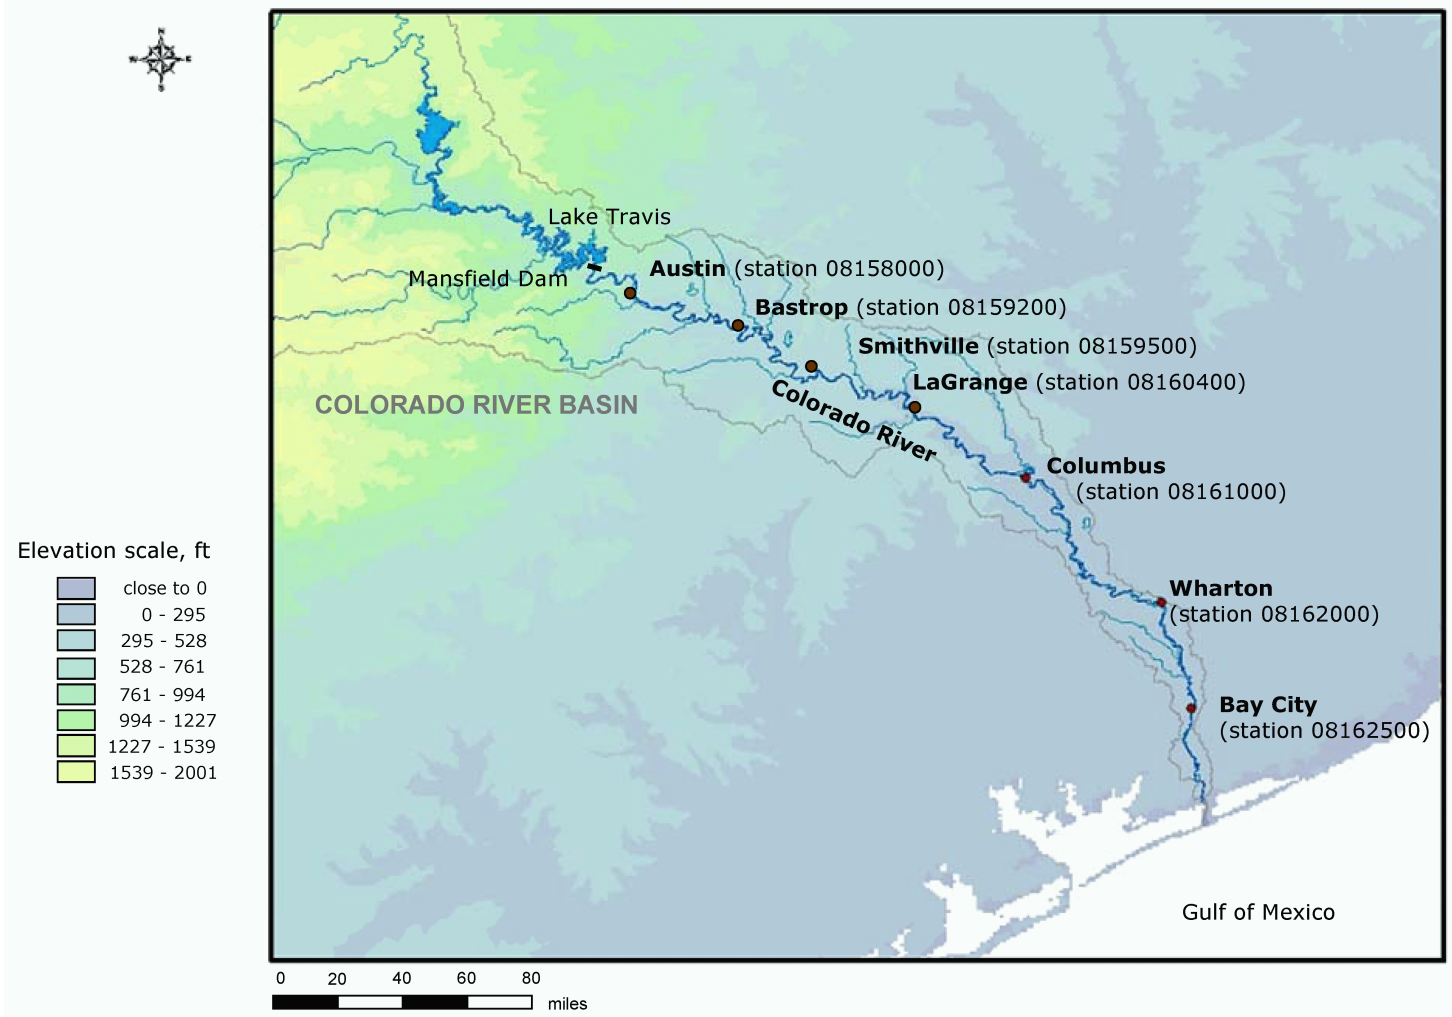 N
W E
S
Lake Travis
Mansfield Dam
Austin (station 08158000)
Bastrop (station 08159200)
Smithville (station 08159500)
LaGrange (station 08160400)
COLORADO RIVER BASIN
Colorado River
Columbus
(station 08161000)
Elevation scale, ft
close to 0
0 - 295
295 - 528
528 - 761
761 - 994
994 - 1227
1227 - 1539
1539 - 2001
Wharton
(station 08162000)
Bay City
(station 08162500)
Gulf of Mexico
0 20 40 60 80
miles